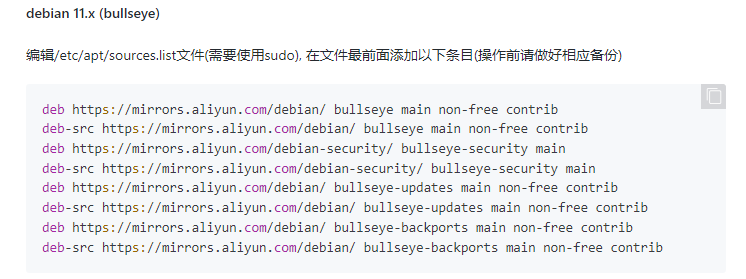 debian 11.x (bullseye)
编辑/etc/apt/sources.list文件(需要使用sudo), 在文件最前面添加以下条目(操作前请做好相应备份)
deb https://mirrors.aliyun.com/debian/ bullseye main non-free contrib
deb-src https://mirrors.aliyun.com/debian/ bullseye main non-free contrib
deb https://mirrors.aliyun.com/debian-security/ bullseye-security main
deb-src https://mirrors.aliyun.com/debian-security/ bullseye-security main
deb https://mirrors.aliyun.com/debian/ bullseye-updates main non-free contrib
deb-src https://mirrors.aliyun.com/debian/ bullseye-updates main non-free contrib
deb https://mirrors.aliyun.com/debian/ bullseye-backports main non-free contrib
deb-src https://mirrors.aliyun.com/debian/ bullseye-backports main non-free contrib